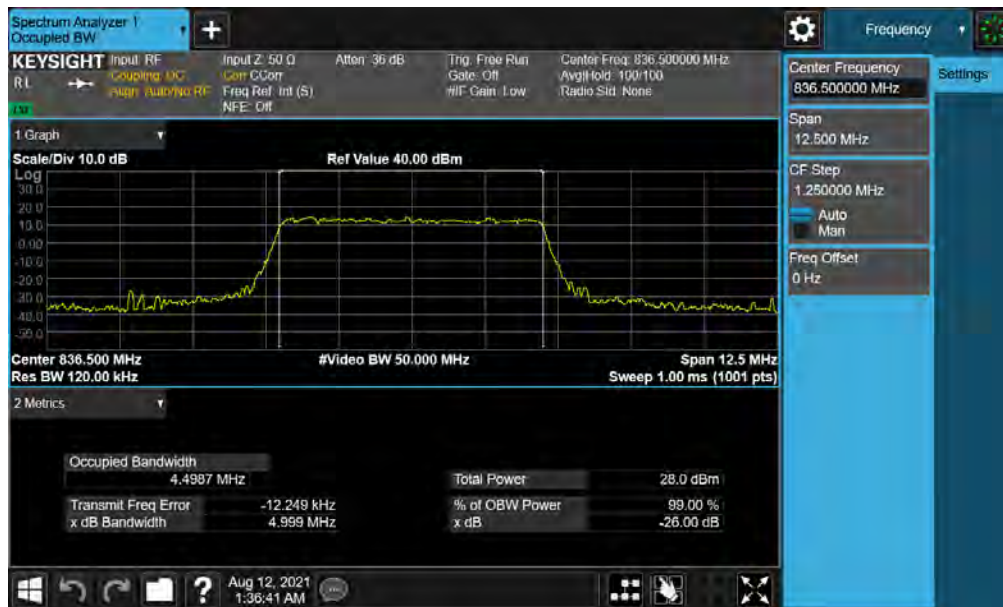 Spectrum Analyzer 1
Occupied BW
Frequency
KEYSIGHT Input: RF Input Z: 50 Ω Atten: 36 dB Trig: Free Run Center Freq: 836.500000 MHz
RL Coupling: DC Corr CCorr Gate: Off Avg|Hold: 100/100
Align: Auto/No RF Freq Ref: Int (S) #IF Gain: Low Radio Std: None
NFE: Off
Center Frequency
836.500000 MHz
Settings
Span
12.500 MHz
CF Step
1.250000 MHz
Auto
Man
Freq Offset
0 Hz
1 Graph
Scale/Div 10.0 dB Ref Value 40.00 dBm
Log
30.0
20.0
10.0
0.00
-10.0
-20.0
-30.0
-40.0
-50.0
Center 836.500 MHz #Video BW 50.000 MHz Span 12.5 MHz
Res BW 120.00 kHz Sweep 1.00 ms (1001 pts)
2 Metrics
Occupied Bandwidth
4.4987 MHz
Total Power 28.0 dBm
Transmit Freq Error -12.249 kHz % of OBW Power 99.00 %
x dB Bandwidth 4.999 MHz x dB -26.00 dB
Aug 12, 2021
1:36:41 AM